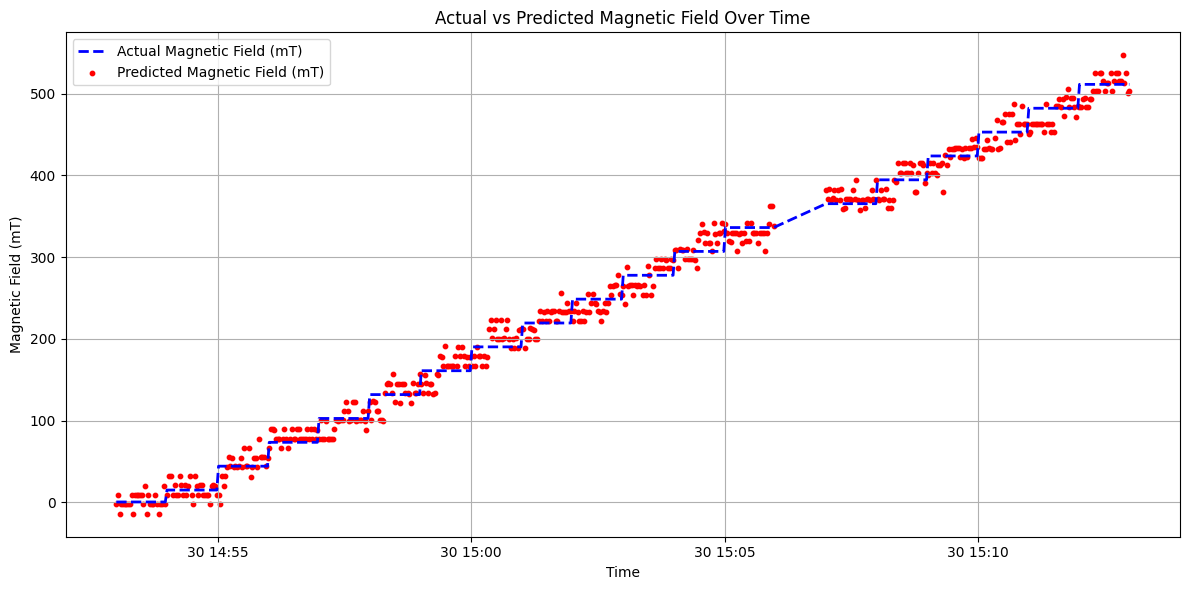 Actual vs Predicted Magnetic Field Over Time
Actual Magnetic Field (mT)
Predicted Magnetic Field (mT)
Magnetic Field (mT)
500
400
300
200
100
0
30 14:55
30 15:00
30 15:05
30 15:10
Time